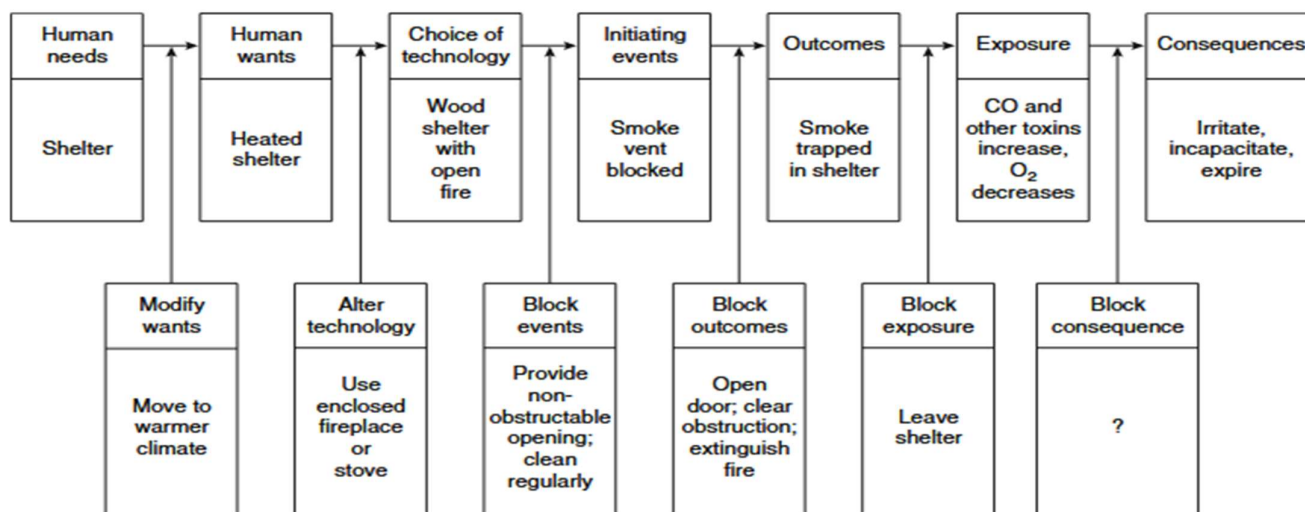 Human
needs
Shelter
Human
wants
Heated
shelter
Choice of
technology
Wood
shelter
with
open
fire
Initiating
events
Smoke
vent
blocked
Outcomes
Smoke
trapped
in shelter
Exposure
CO and
other toxins
increase,
O₂
decreases
Consequences
Irritate,
incapacitate,
expire
Modify
wants
Move to
warmer
climate
Alter
technology
Use
enclosed
fireplace
or
stove
Block
events
Provide
non-
obstructable
opening;
clean
regularly
Block
outcomes
Open
door; clear
obstruction;
extinguish
fire
Block
exposure
Leave
shelter
Block
consequence
?